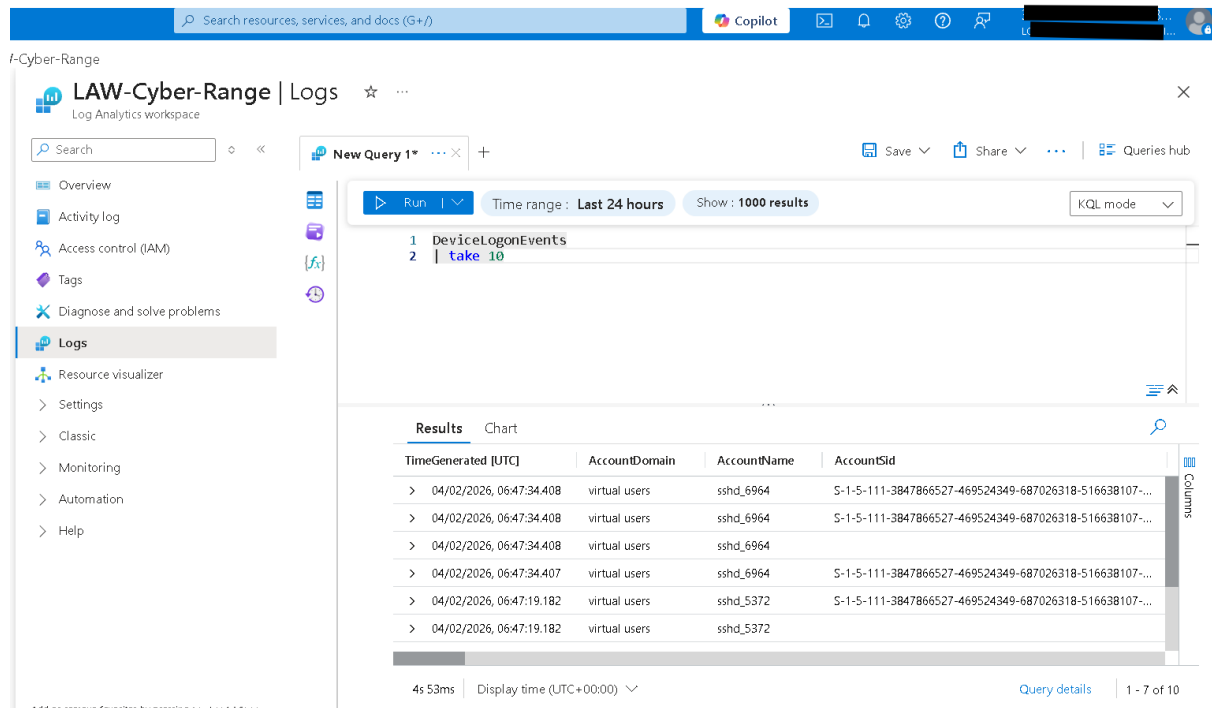 Search resources, services, and docs (G+/)
Copilot
-Cyber-Range
LAW-Cyber-Range | Logs
Log Analytics workspace
Search
Overview
Activity log
Access control (IAM)
Tags
Diagnose and solve problems
Logs
Resource visualizer
Settings
Classic
Monitoring
Automation
Help
New Query 1*
Save
Share
Queries hub
Run
Time range : Last 24 hours
Show : 1000 results
KQL mode
1 DeviceLogonEvents
2 | take 10
Results Chart
TimeGenerated [UTC] AccountDomain AccountName AccountSid
04/02/2026, 06:47:34.408 virtual users sshd_6964 S-1-5-111-3847866527-469524349-687026318-516638107-...
04/02/2026, 06:47:34.408 virtual users sshd_6964 S-1-5-111-3847866527-469524349-687026318-516638107-...
04/02/2026, 06:47:34.408 virtual users sshd_6964
04/02/2026, 06:47:34.407 virtual users sshd_6964 S-1-5-111-3847866527-469524349-687026318-516638107-...
04/02/2026, 06:47:19.182 virtual users sshd_5372 S-1-5-111-3847866527-469524349-687026318-516638107-...
04/02/2026, 06:47:19.182 virtual users sshd_5372
Columns
4s 53ms Display time (UTC+00:00) Query details 1 - 7 of 10